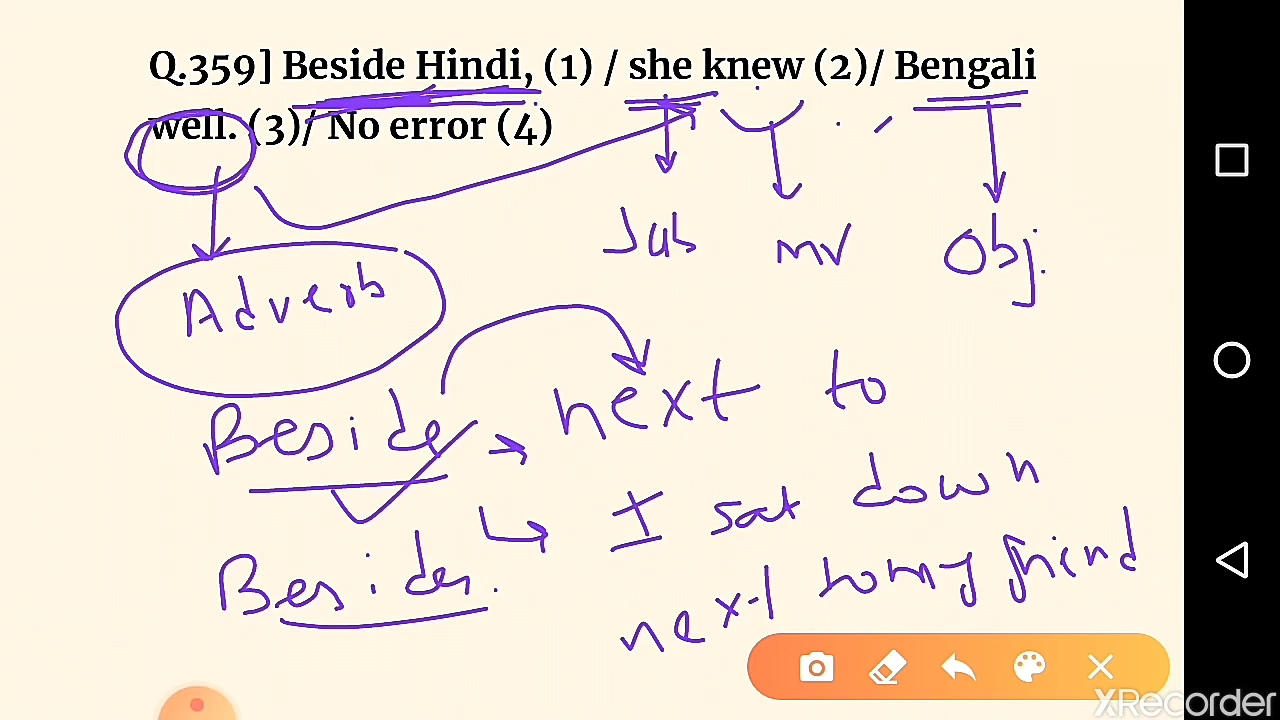 Q.359] Beside Hindi, (1) / she knew (2)/ Bengali
well. (3)/ No error (4)
Sub mv Obj.
Adverb
Beside → next to
↳ I sat down
next to my friend
Besides.
XRecorder